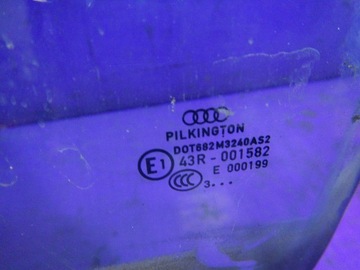 PILKINGTON
DOT682M3240AS2
E1 43R - 001582
E 000199
CCC 3...